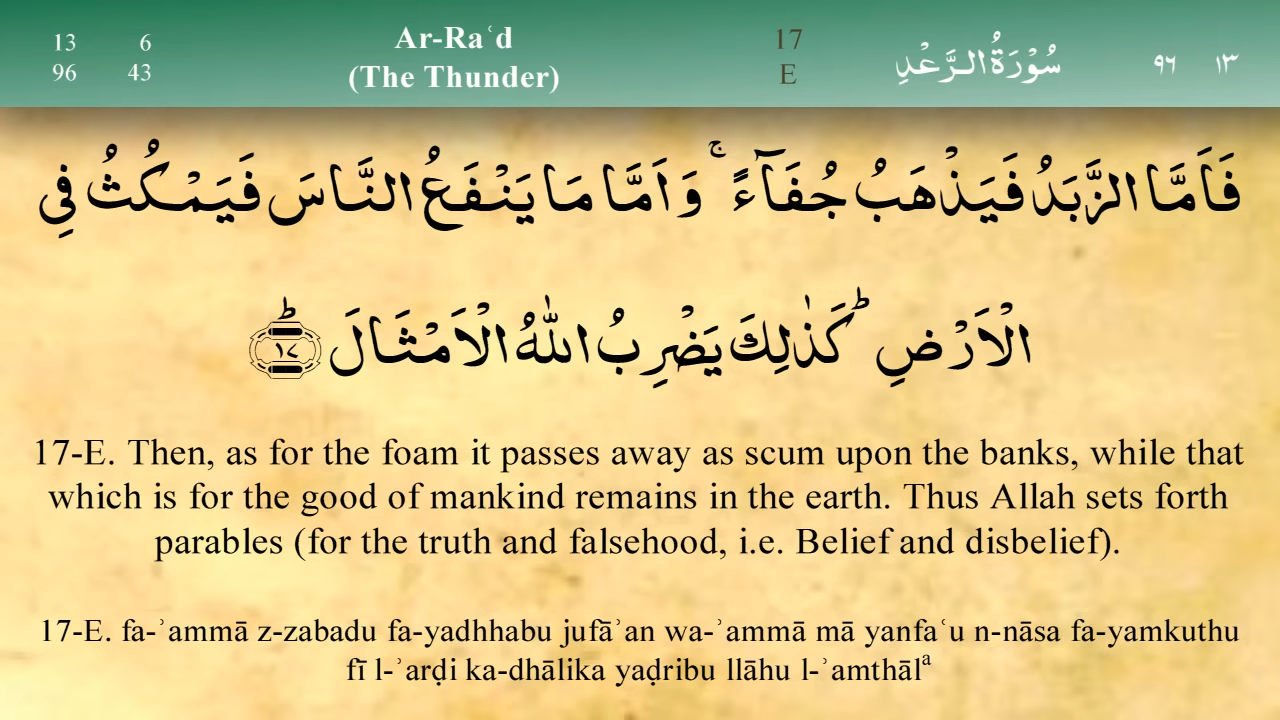 13 6 Ar-Raʿd 17
96 43 (The Thunder) E سُوْرَةُ الرَّعْدِ ٩٦ ١٣
فَاَمَّا الزَّبَدُ فَيَذْهَبُ جُفَآءً ۚ وَاَمَّا مَا يَنْفَعُ النَّاسَ فَيَمْكُثُ فِي
الْاَرْضِ ؕ كَذٰلِكَ يَضْرِبُ اللّٰهُ الْاَمْثَالَ ؕ ١٧
17-E. Then, as for the foam it passes away as scum upon the banks, while that
which is for the good of mankind remains in the earth. Thus Allah sets forth
parables (for the truth and falsehood, i.e. Belief and disbelief).
17-E. fa-ʾammā z-zabadu fa-yadhhabu jufāʾan wa-ʾammā mā yanfaʿu n-nāsa fa-yamkuthu
fī l-ʾarḍi ka-dhālika yaḍribu llāhu l-ʾamthālᵃ